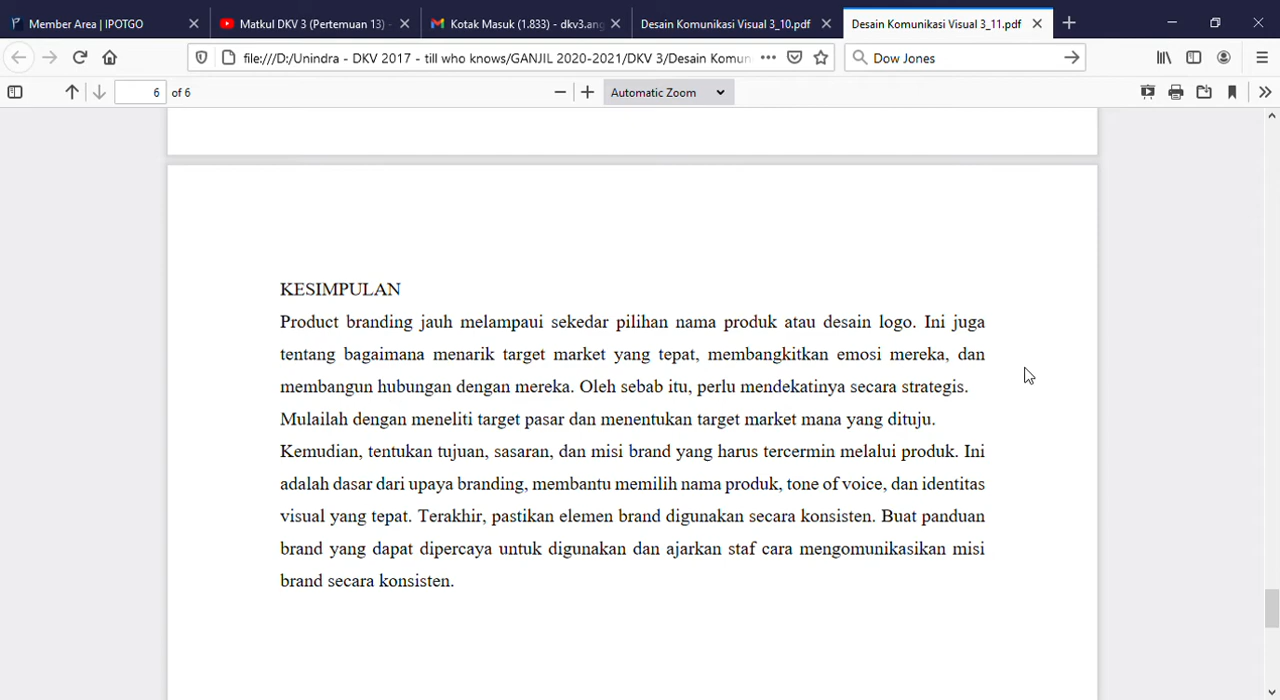 Member Area | IPOTGO
Matkul DKV 3 (Pertemuan 13) -
Kotak Masuk (1.833) - dkv3.ang
Desain Komunikasi Visual 3_10.pdf
Desain Komunikasi Visual 3_11.pdf
file:///D:/Unindra - DKV 2017 - till who knows/GANJIL 2020-2021/DKV 3/Desain Komun
Dow Jones
6 of 6
Automatic Zoom
KESIMPULAN
Product branding jauh melampaui sekedar pilihan nama produk atau desain logo. Ini juga
tentang bagaimana menarik target market yang tepat, membangkitkan emosi mereka, dan
membangun hubungan dengan mereka. Oleh sebab itu, perlu mendekatinya secara strategis.
Mulailah dengan meneliti target pasar dan menentukan target market mana yang dituju.
Kemudian, tentukan tujuan, sasaran, dan misi brand yang harus tercermin melalui produk. Ini
adalah dasar dari upaya branding, membantu memilih nama produk, tone of voice, dan identitas
visual yang tepat. Terakhir, pastikan elemen brand digunakan secara konsisten. Buat panduan
brand yang dapat dipercaya untuk digunakan dan ajarkan staf cara mengomunikasikan misi
brand secara konsisten.